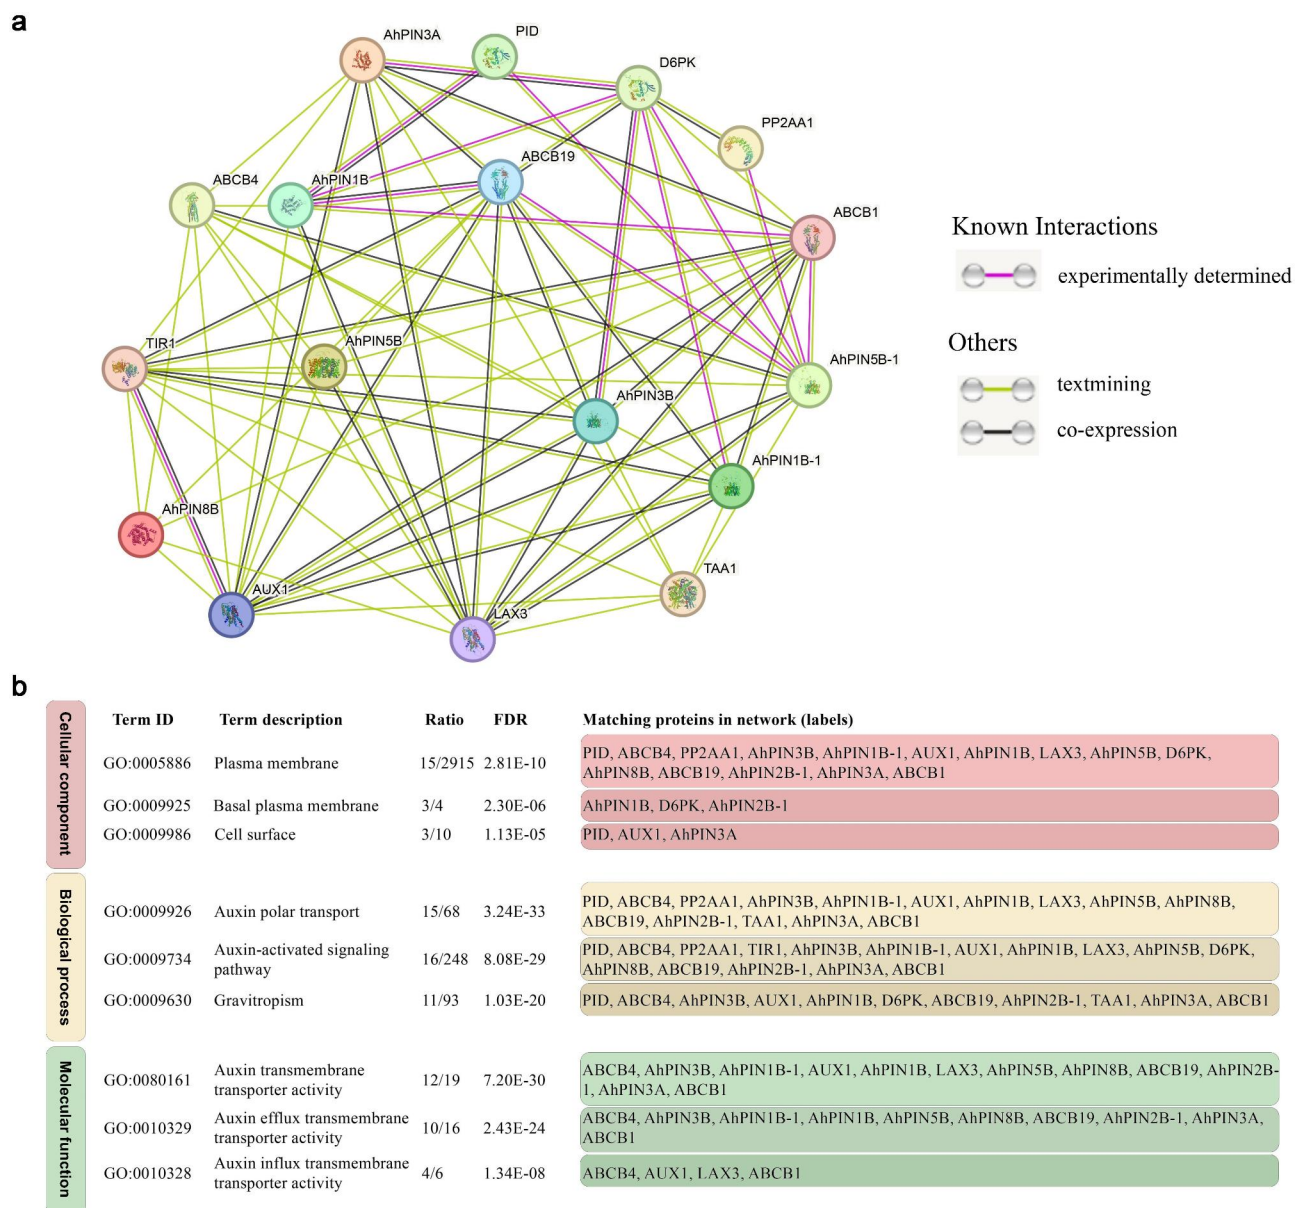 a
AhPIN3A
PID
D6PK
PP2AA1
ABCB19
ABCB4
AhPIN1B
ABCB1
Known Interactions
experimentally determined
Others
textmining
co-expression
TIR1
AhPIN5B
AhPIN5B-1
AhPIN3B
AhPIN1B-1
AhPIN8B
TAA1
AUX1
LAX3
b
Cellular component
Term ID Term description Ratio FDR Matching proteins in network (labels)
GO:0005886 Plasma membrane 15/2915 2.81E-10
PID, ABCB4, PP2AA1, AhPIN3B, AhPIN1B-1, AUX1, AhPIN1B, LAX3, AhPIN5B, D6PK,
AhPIN8B, ABCB19, AhPIN2B-1, AhPIN3A, ABCB1
GO:0009925 Basal plasma membrane 3/4 2.30E-06 AhPIN1B, D6PK, AhPIN2B-1
GO:0009986 Cell surface 3/10 1.13E-05 PID, AUX1, AhPIN3A
Biological process
GO:0009926 Auxin polar transport 15/68 3.24E-33
PID, ABCB4, PP2AA1, AhPIN3B, AhPIN1B-1, AUX1, AhPIN1B, LAX3, AhPIN5B, AhPIN8B,
ABCB19, AhPIN2B-1, TAA1, AhPIN3A, ABCB1
GO:0009734 Auxin-activated signaling
pathway 16/248 8.08E-29
PID, ABCB4, PP2AA1, TIR1, AhPIN3B, AhPIN1B-1, AUX1, AhPIN1B, LAX3, AhPIN5B, D6PK,
AhPIN8B, ABCB19, AhPIN2B-1, AhPIN3A, ABCB1
GO:0009630 Gravitropism 11/93 1.03E-20 PID, ABCB4, AhPIN3B, AUX1, AhPIN1B, D6PK, ABCB19, AhPIN2B-1, TAA1, AhPIN3A, ABCB1
Molecular function
GO:0080161 Auxin transmembrane
transporter activity 12/19 7.20E-30
ABCB4, AhPIN3B, AhPIN1B-1, AUX1, AhPIN1B, LAX3, AhPIN5B, AhPIN8B, ABCB19, AhPIN2B-
1, AhPIN3A, ABCB1
GO:0010329 Auxin efflux transmembrane
transporter activity 10/16 2.43E-24
ABCB4, AhPIN3B, AhPIN1B-1, AhPIN1B, AhPIN5B, AhPIN8B, ABCB19, AhPIN2B-1, AhPIN3A,
ABCB1
GO:0010328 Auxin influx transmembrane
transporter activity 4/6 1.34E-08
ABCB4, AUX1, LAX3, ABCB1